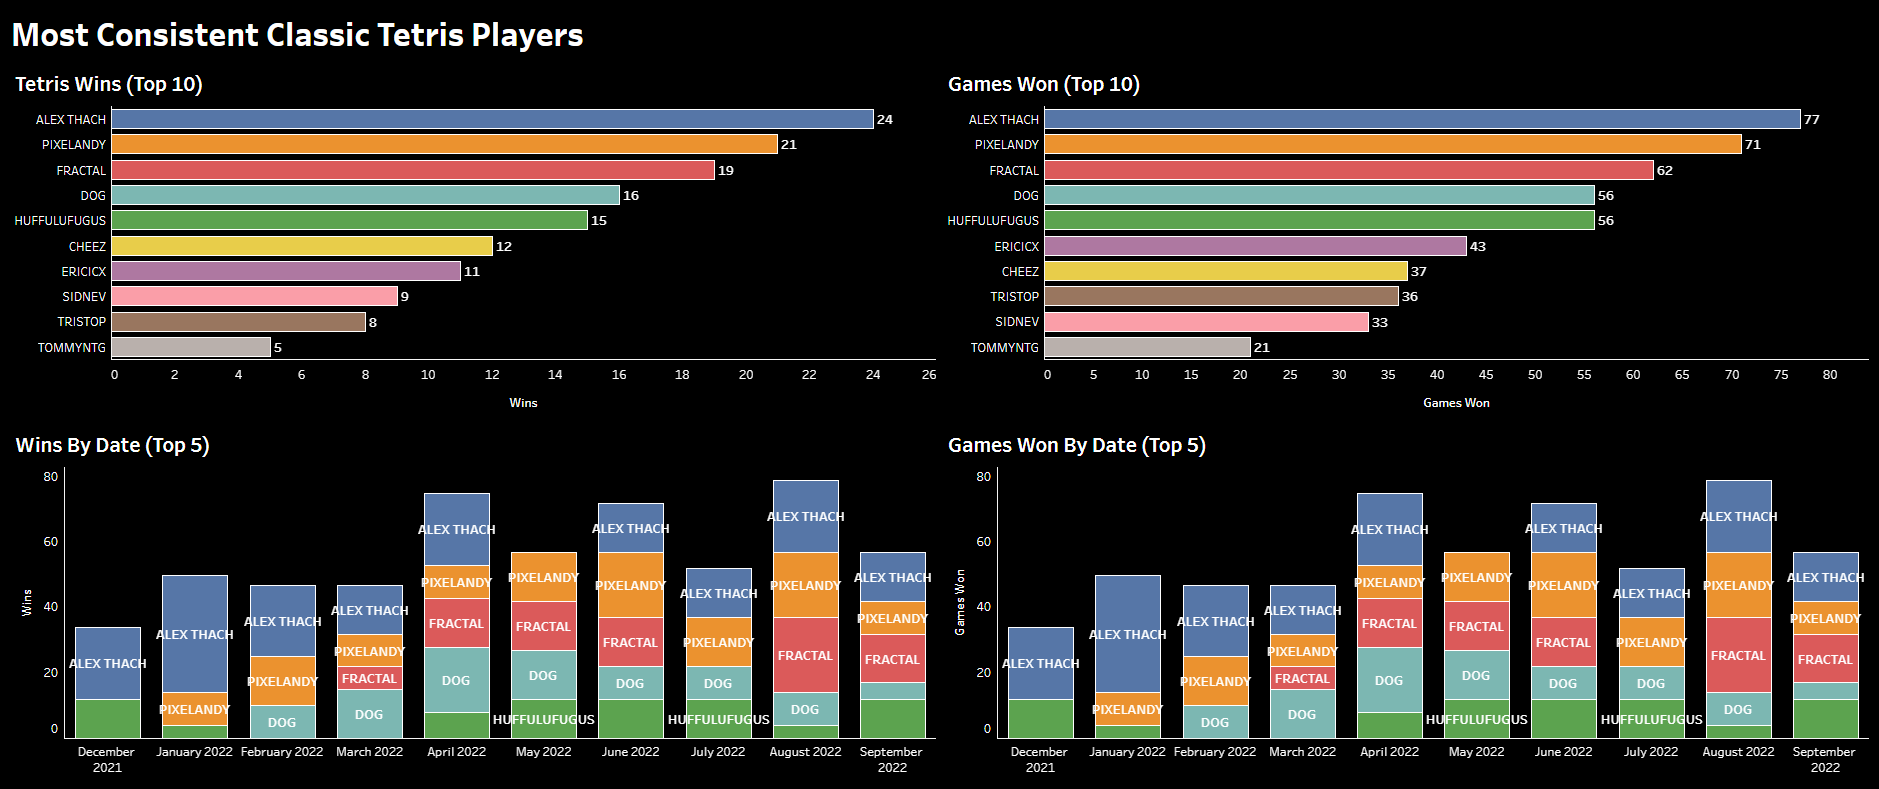 Most Consistent Classic Tetris Players
Tetris Wins (Top 10)
ALEX THACH 24
PIXELANDY 21
FRACTAL 19
DOG 16
HUFFULUFUGUS 15
CHEEZ 12
ERICICX 11
SIDNEV 9
TRISTOP 8
TOMMYNTG 5
0 2 4 6 8 10 12 14 16 18 20 22 24 26
Wins
Games Won (Top 10)
ALEX THACH 77
PIXELANDY 71
FRACTAL 62
DOG 56
HUFFULUFUGUS 56
ERICICX 43
CHEEZ 37
TRISTOP 36
SIDNEV 33
TOMMYNTG 21
0 5 10 15 20 25 30 35 40 45 50 55 60 65 70 75 80
Games Won
Wins By Date (Top 5)
Wins
80
60
40
20
0
ALEX THACH
ALEX THACH
PIXELANDY
ALEX THACH
PIXELANDY
DOG
ALEX THACH
PIXELANDY
FRACTAL
DOG
ALEX THACH
PIXELANDY
FRACTAL
DOG
PIXELANDY
FRACTAL
DOG
HUFFULUFUGUS
ALEX THACH
PIXELANDY
FRACTAL
DOG
ALEX THACH
PIXELANDY
DOG
HUFFULUFUGUS
ALEX THACH
PIXELANDY
FRACTAL
DOG
ALEX THACH
PIXELANDY
FRACTAL
December January 2022 February 2022 March 2022 April 2022 May 2022 June 2022 July 2022 August 2022 September
2021 2022
Games Won By Date (Top 5)
Games Won
80
60
40
20
0
ALEX THACH
ALEX THACH
PIXELANDY
ALEX THACH
PIXELANDY
DOG
ALEX THACH
PIXELANDY
FRACTAL
DOG
ALEX THACH
PIXELANDY
FRACTAL
DOG
PIXELANDY
FRACTAL
DOG
HUFFULUFUGUS
ALEX THACH
PIXELANDY
FRACTAL
DOG
ALEX THACH
PIXELANDY
DOG
HUFFULUFUGUS
ALEX THACH
PIXELANDY
FRACTAL
DOG
ALEX THACH
PIXELANDY
FRACTAL
December January 2022 February 2022 March 2022 April 2022 May 2022 June 2022 July 2022 August 2022 September
2021 2022